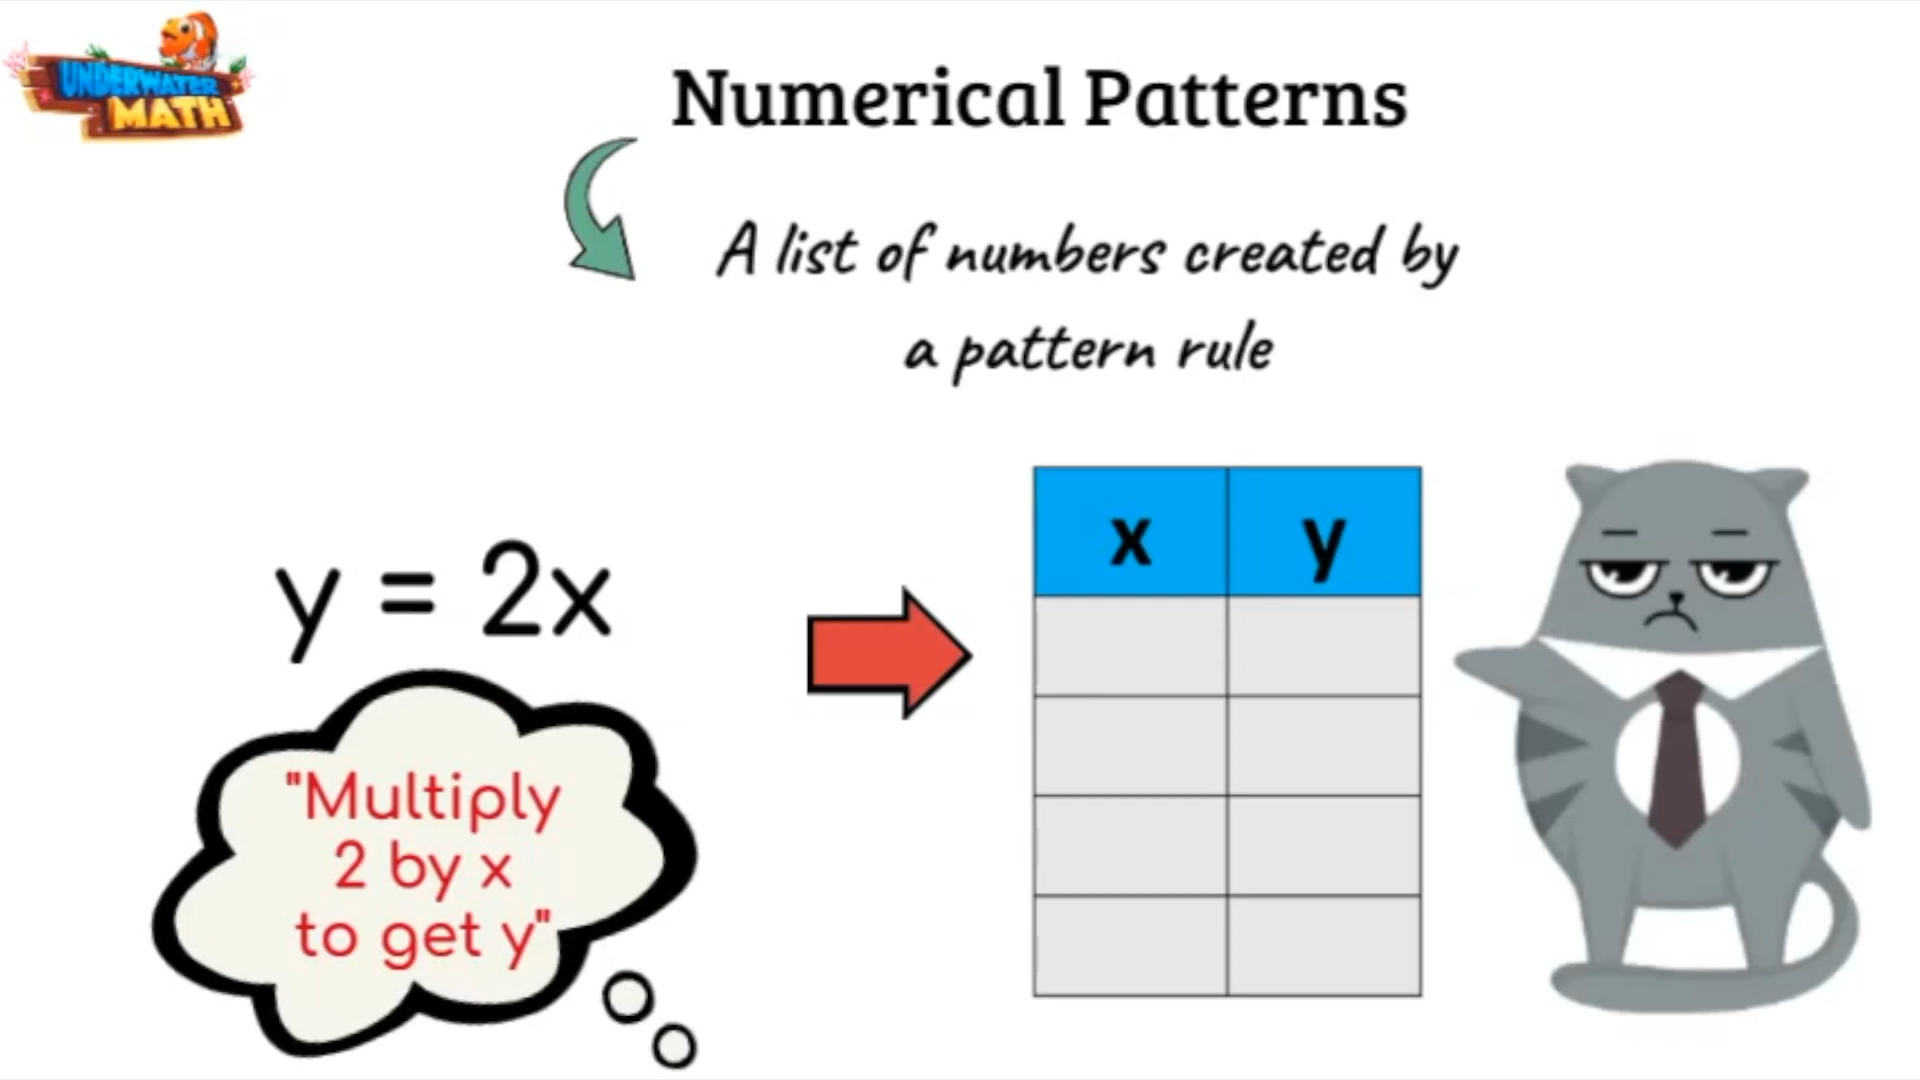 UNDERWATER
MATH
Numerical Patterns
A list of numbers created by
a pattern rule
y = 2x
"Multiply
2 by x
to get y"
x y